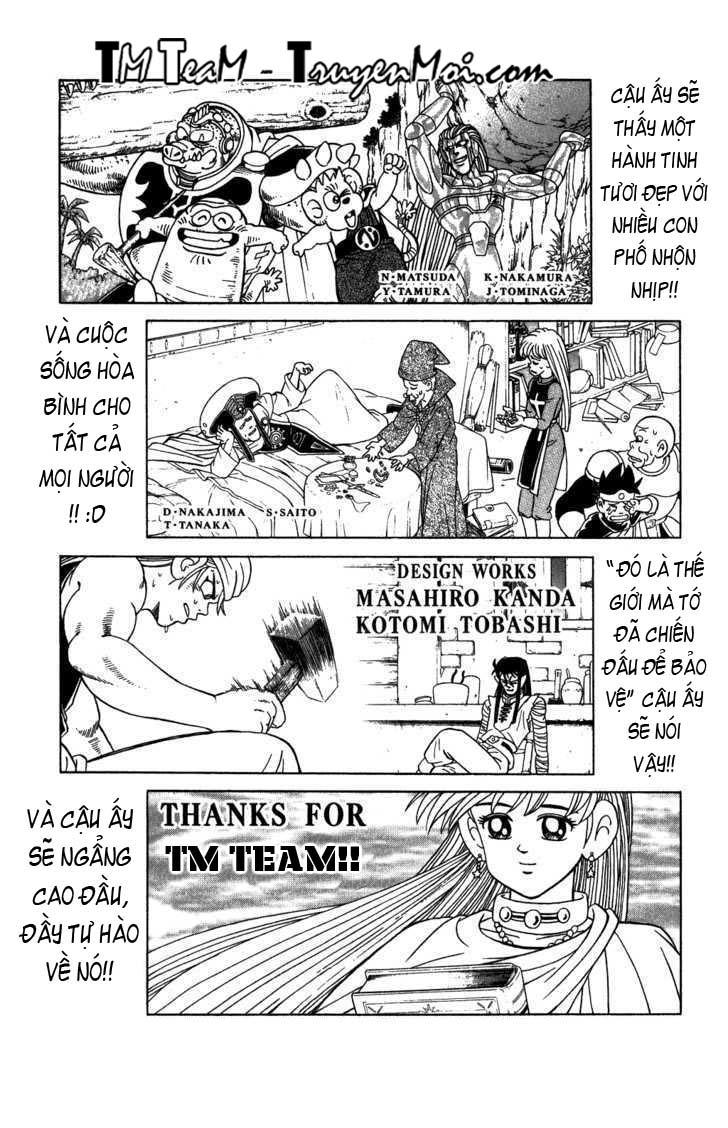 TM TEAM - TRUYENMOI.COM
CẬU ẤY SẼ
THẤY MỘT
HÀNH TINH
TƯƠI ĐẸP VỚI
NHIỀU CON
PHỐ NHỘN
NHỊP!!
N·MATSUDA K·NAKAMURA
Y·TAMURA J·TOMINAGA
VÀ CUỘC
SỐNG HÒA
BÌNH CHO
TẤT CẢ
MỌI NGƯỜI
!! :D
D·NAKAJIMA S·SAITO
T·TANAKA
DESIGN WORKS
MASAHIRO KANDA
KOTOMI TOBASHI
"ĐÓ LÀ THẾ
GIỚI MÀ TỚ
ĐÃ CHIẾN
ĐẤU ĐỂ BẢO
VỆ" CẬU ẤY
SẼ NÓI
VẬY!!
VÀ CẬU ẤY
SẼ NGẨNG
CAO ĐẦU,
ĐẦY TỰ HÀO
VỀ NÓ!!
THANKS FOR
TM TEAM!!